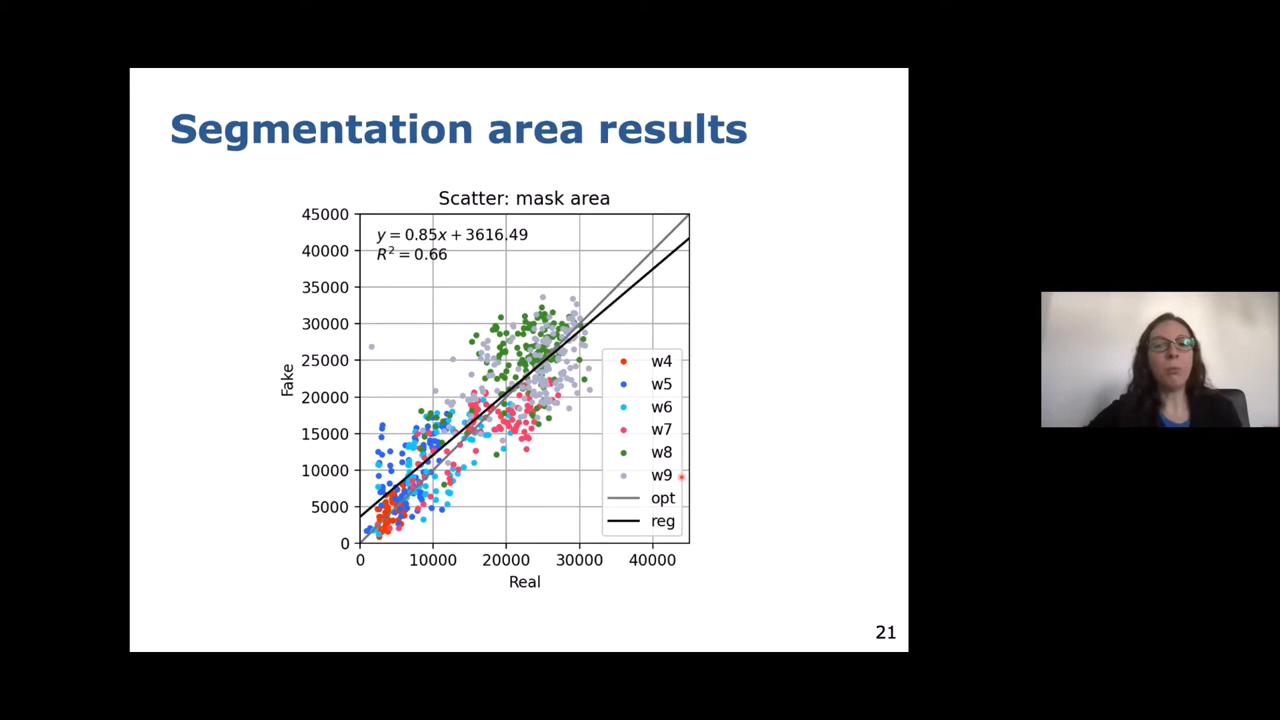 Segmentation area results
Scatter: mask area
45000
40000
35000
30000
25000
20000
15000
10000
5000
0
Fake
y = 0.85x + 3616.49
R² = 0.66
w4
w5
w6
w7
w8
w9
opt
reg
0 10000 20000 30000 40000
Real
21